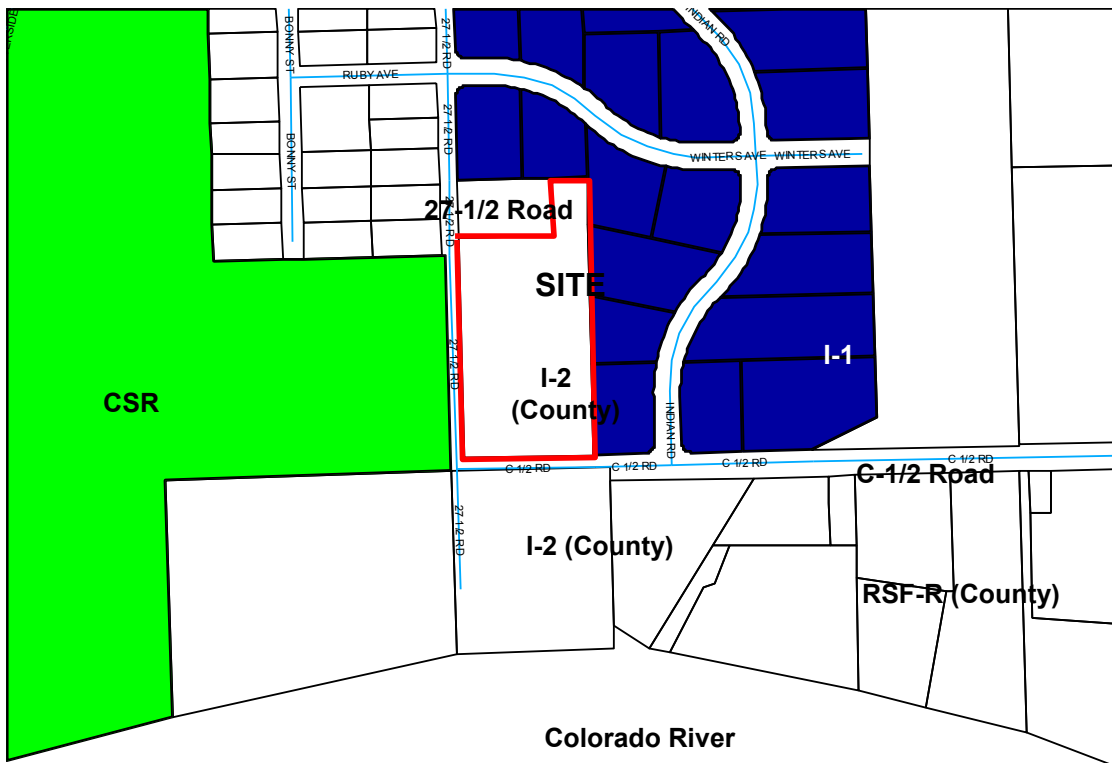 BONNY ST
27 1/2 RD
INDIAN RD
RUBY AVE
27 1/2 RD
BONNY ST
WINTERS AVE
WINTERS AVE
27-1/2 Road
27 1/2 RD
SITE
27 1/2 RD
I-1
I-2
(County)
CSR
INDIAN RD
C 1/2 RD
C 1/2 RD
C 1/2 RD
C 1/2 RD
C-1/2 Road
27 1/2 RD
I-2 (County)
RSF-R (County)
Colorado River